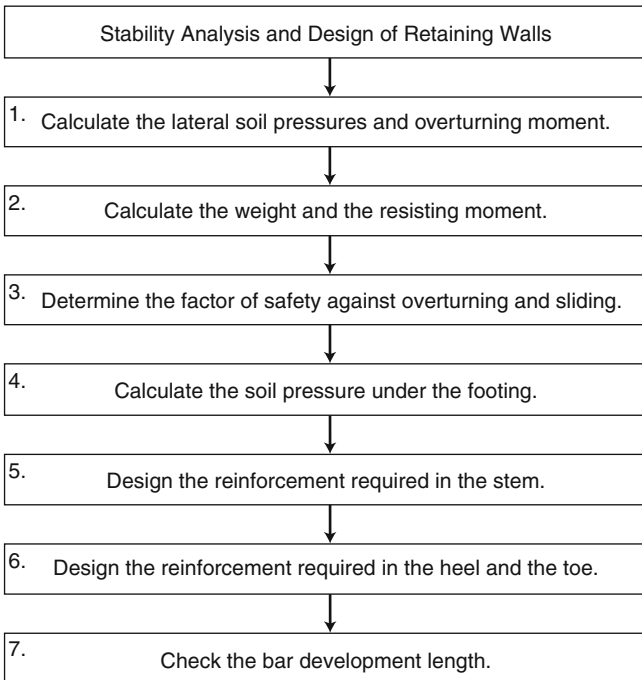 Stability Analysis and Design of Retaining Walls
1. Calculate the lateral soil pressures and overturning moment.
2. Calculate the weight and the resisting moment.
3. Determine the factor of safety against overturning and sliding.
4. Calculate the soil pressure under the footing.
5. Design the reinforcement required in the stem.
6. Design the reinforcement required in the heel and the toe.
7. Check the bar development length.